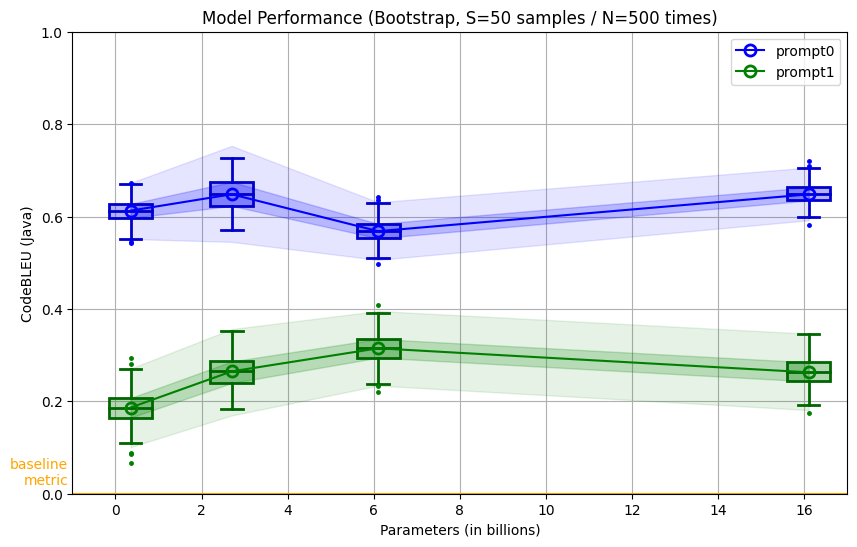 Model Performance (Bootstrap, S=50 samples / N=500 times)
prompt0
prompt1
CodeBLEU (Java)
1.0
0.8
0.6
0.4
0.2
0.0
baseline
metric
0
2
4
6
8
10
12
14
16
Parameters (in billions)